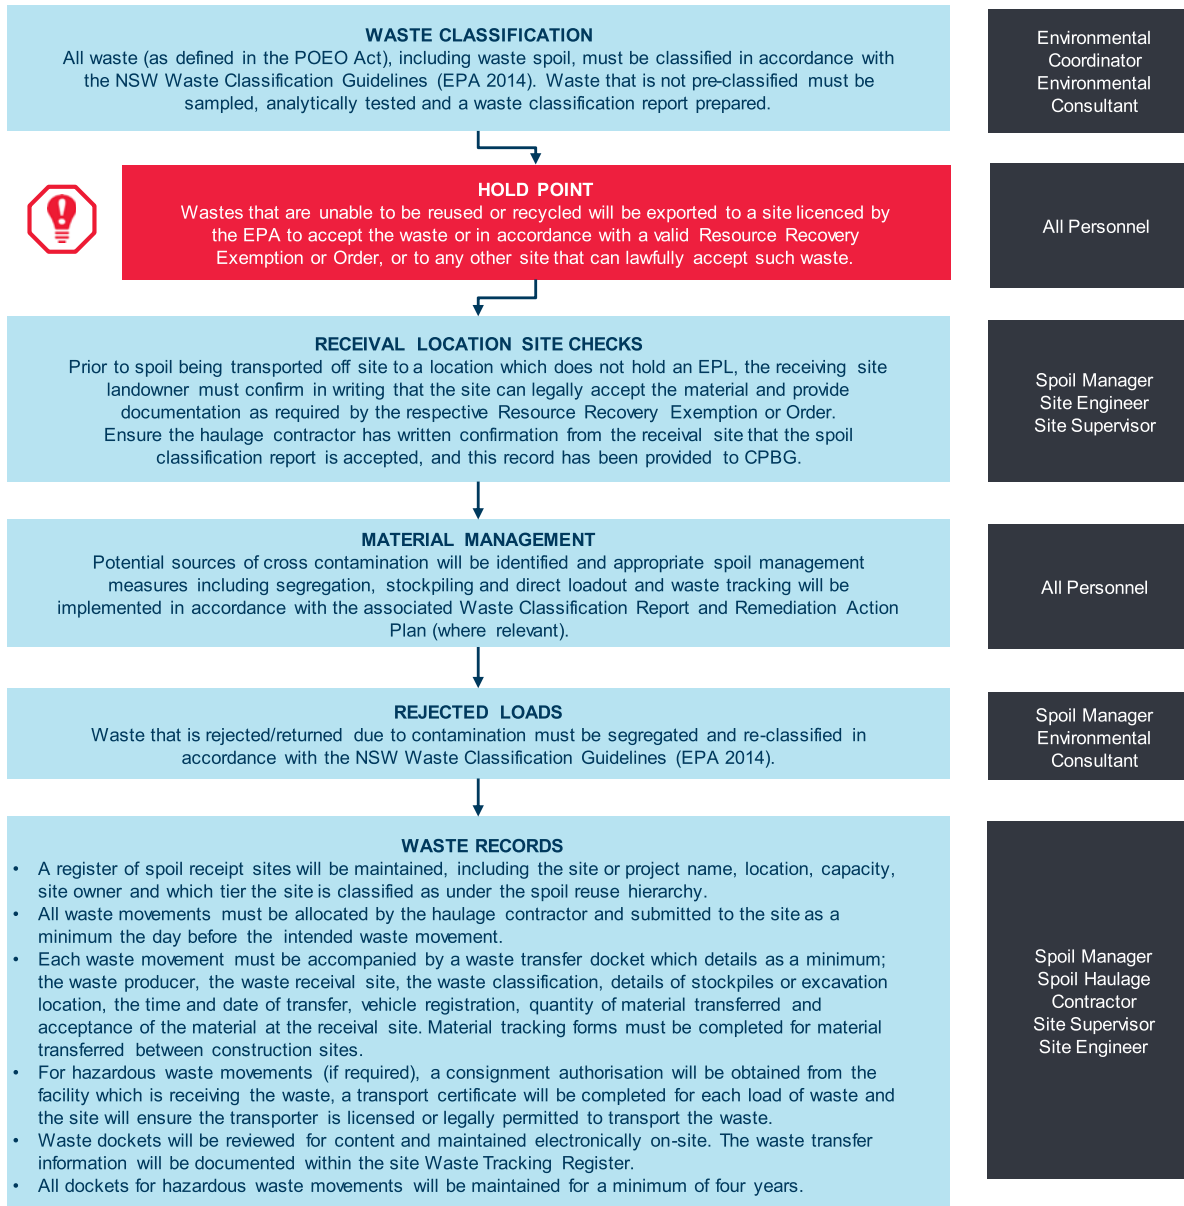 WASTE CLASSIFICATION
All waste (as defined in the POEO Act), including waste spoil, must be classified in accordance with
the NSW Waste Classification Guidelines (EPA 2014). Waste that is not pre-classified must be
sampled, analytically tested and a waste classification report prepared.
Environmental
Coordinator
Environmental
Consultant
HOLD POINT
Wastes that are unable to be reused or recycled will be exported to a site licenced by
the EPA to accept the waste or in accordance with a valid Resource Recovery
Exemption or Order, or to any other site that can lawfully accept such waste.
All Personnel
RECEIVAL LOCATION SITE CHECKS
Prior to spoil being transported off site to a location which does not hold an EPL, the receiving site
landowner must confirm in writing that the site can legally accept the material and provide
documentation as required by the respective Resource Recovery Exemption or Order.
Ensure the haulage contractor has written confirmation from the receival site that the spoil
classification report is accepted, and this record has been provided to CPBG.
Spoil Manager
Site Engineer
Site Supervisor
MATERIAL MANAGEMENT
Potential sources of cross contamination will be identified and appropriate spoil management
measures including segregation, stockpiling and direct loadout and waste tracking will be
implemented in accordance with the associated Waste Classification Report and Remediation Action
Plan (where relevant).
All Personnel
REJECTED LOADS
Waste that is rejected/returned due to contamination must be segregated and re-classified in
accordance with the NSW Waste Classification Guidelines (EPA 2014).
Spoil Manager
Environmental
Consultant
WASTE RECORDS
• A register of spoil receipt sites will be maintained, including the site or project name, location, capacity,
site owner and which tier the site is classified as under the spoil reuse hierarchy.
• All waste movements must be allocated by the haulage contractor and submitted to the site as a
minimum the day before the intended waste movement.
• Each waste movement must be accompanied by a waste transfer docket which details as a minimum;
the waste producer, the waste receival site, the waste classification, details of stockpiles or excavation
location, the time and date of transfer, vehicle registration, quantity of material transferred and
acceptance of the material at the receival site. Material tracking forms must be completed for material
transferred between construction sites.
• For hazardous waste movements (if required), a consignment authorisation will be obtained from the
facility which is receiving the waste, a transport certificate will be completed for each load of waste and
the site will ensure the transporter is licensed or legally permitted to transport the waste.
• Waste dockets will be reviewed for content and maintained electronically on-site. The waste transfer
information will be documented within the site Waste Tracking Register.
• All dockets for hazardous waste movements will be maintained for a minimum of four years.
Spoil Manager
Spoil Haulage
Contractor
Site Supervisor
Site Engineer